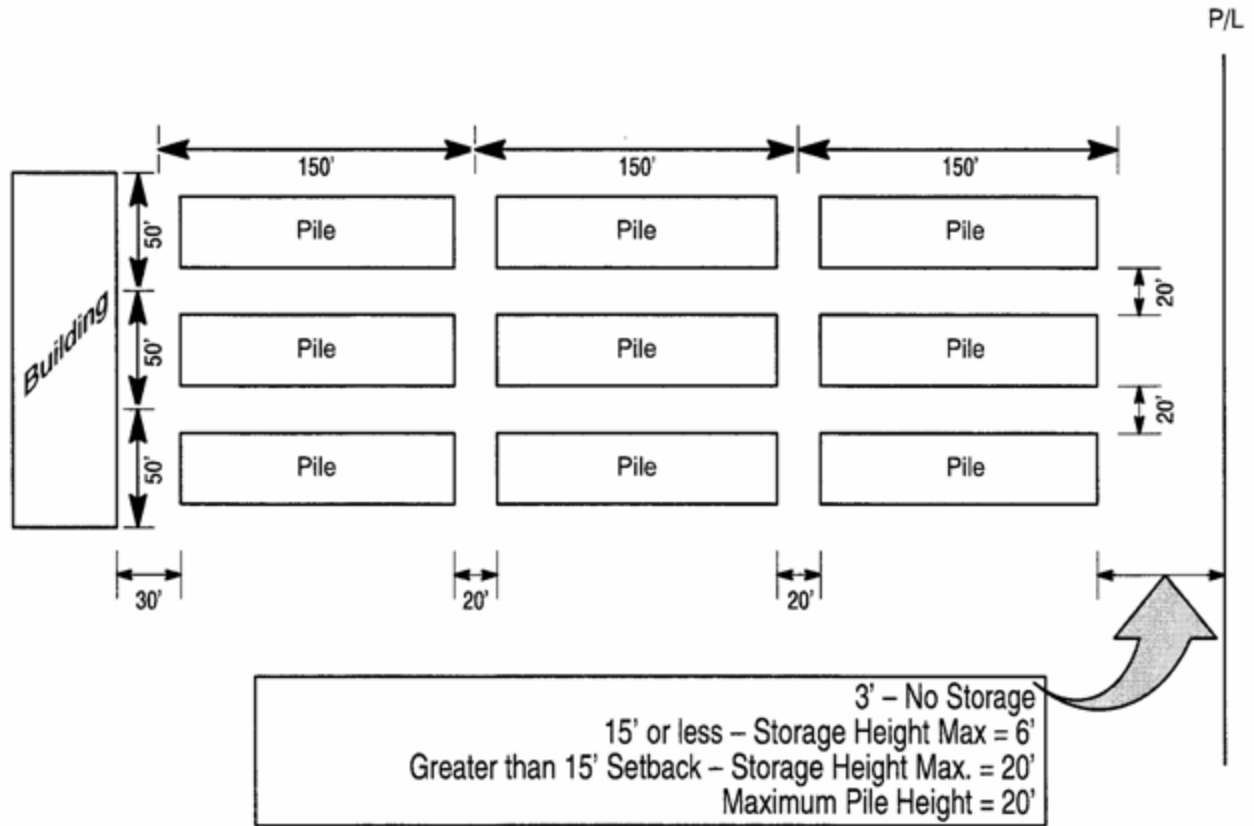 P/L
150' 150' 150'
50' Pile Pile Pile
20'
Building
50' Pile Pile Pile
20'
50' Pile Pile Pile
30' 20' 20'
3' – No Storage
15' or less – Storage Height Max = 6'
Greater than 15' Setback – Storage Height Max. = 20'
Maximum Pile Height = 20'